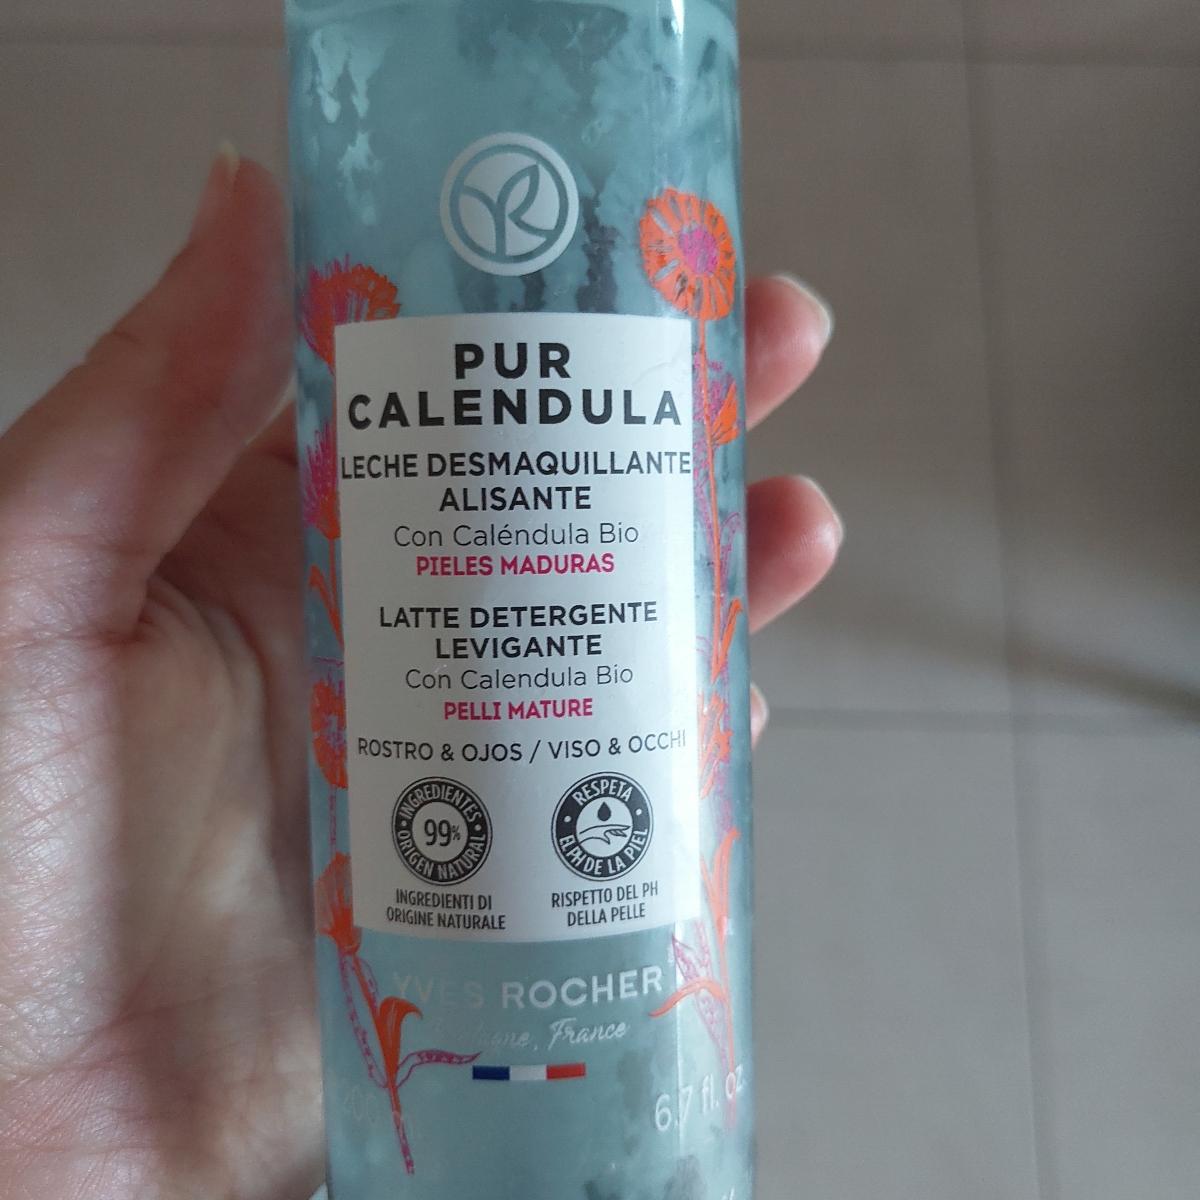 PUR
CALENDULA
LECHE DESMAQUILLANTE
ALISANTE
Con Caléndula Bio
PIELES MADURAS
LATTE DETERGENTE
LEVIGANTE
Con Calendula Bio
PELLI MATURE
ROSTRO & OJOS / VISO & OCCHI
INGREDIENTES
99%
ORIGEN NATURAL
INGREDIENTI DI
ORIGINE NATURALE
RESPETA
EL PH DE LA PIEL
RISPETTO DEL PH
DELLA PELLE
YVES ROCHER
France
6.7 fl. oz